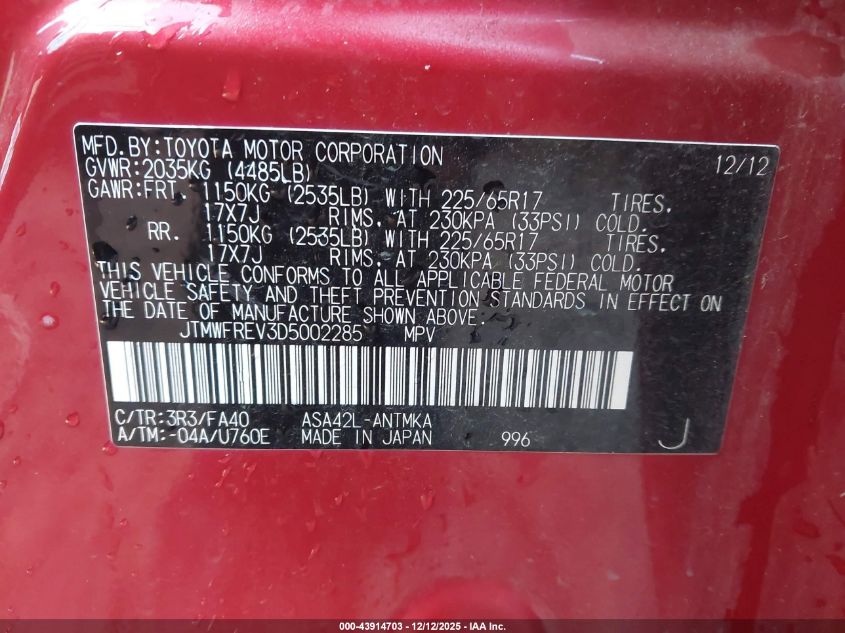 MFD.BY:TOYOTA MOTOR CORPORATION 12/12
GVWR:2035KG (4485LB)
GAWR:FRT. 1150KG (2535LB) WITH 225/65R17 TIRES,
17X7J RIMS, AT 230KPA (33PSI) COLD.
RR. 1150KG (2535LB) WITH 225/65R17 TIRES,
17X7J RIMS, AT 230KPA (33PSI) COLD.
THIS VEHICLE CONFORMS TO ALL APPLICABLE FEDERAL MOTOR
VEHICLE SAFETY AND THEFT PREVENTION STANDARDS IN EFFECT ON
THE DATE OF MANUFACTURE SHOWN ABOVE.
JTMWFREV3D5002285 MPV
C/TR:3R3/FA40 ASA42L-ANTMKA
A/TM:-04A/U760E MADE IN JAPAN 996 J
000-43914703 - 12/12/2025 - IAA Inc.